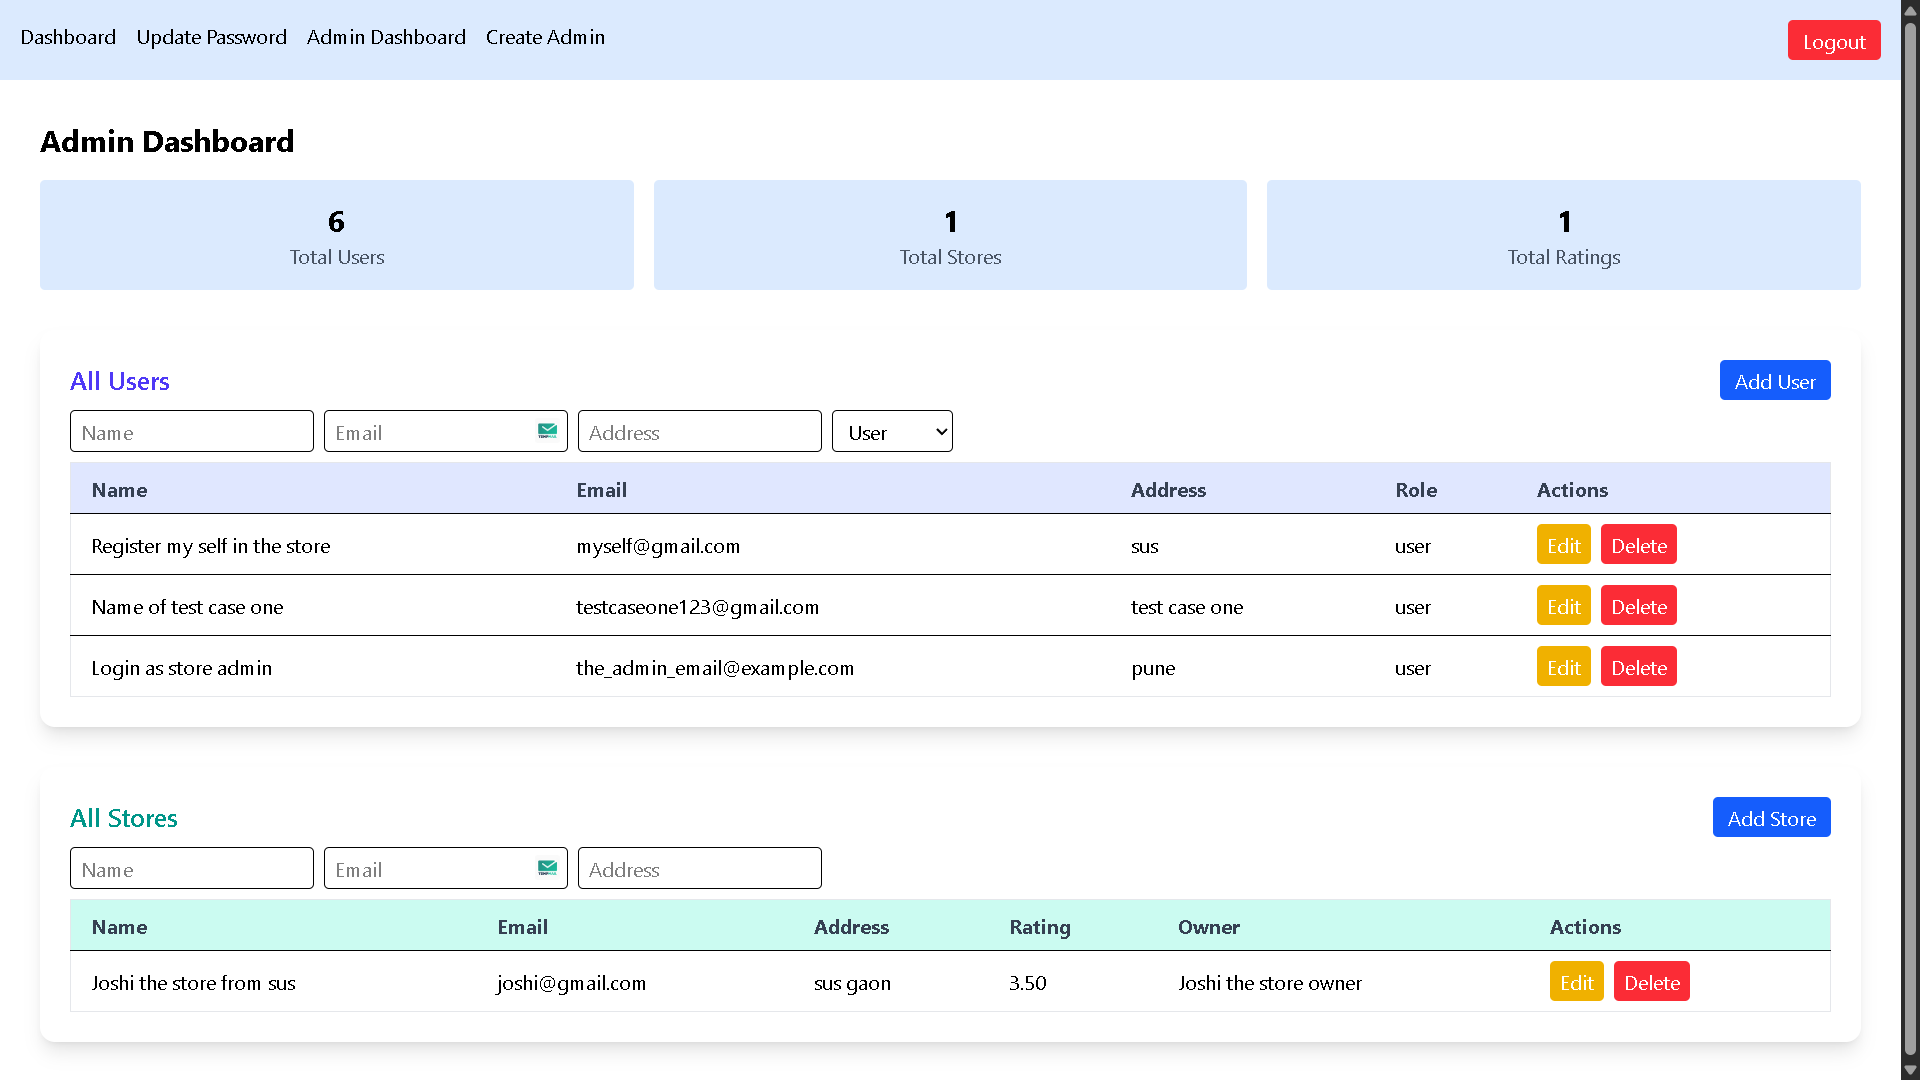 Dashboard Update Password Admin Dashboard Create Admin Logout
Admin Dashboard
6 1 1
Total Users Total Stores Total Ratings
All Users Add User
Name Email Address User
Name Email Address Role Actions
Register my self in the store myself@gmail.com sus user Edit Delete
Name of test case one testcaseone123@gmail.com test case one user Edit Delete
Login as store admin the_admin_email@example.com pune user Edit Delete
All Stores Add Store
Name Email Address
Name Email Address Rating Owner Actions
Joshi the store from sus joshi@gmail.com sus gaon 3.50 Joshi the store owner Edit Delete